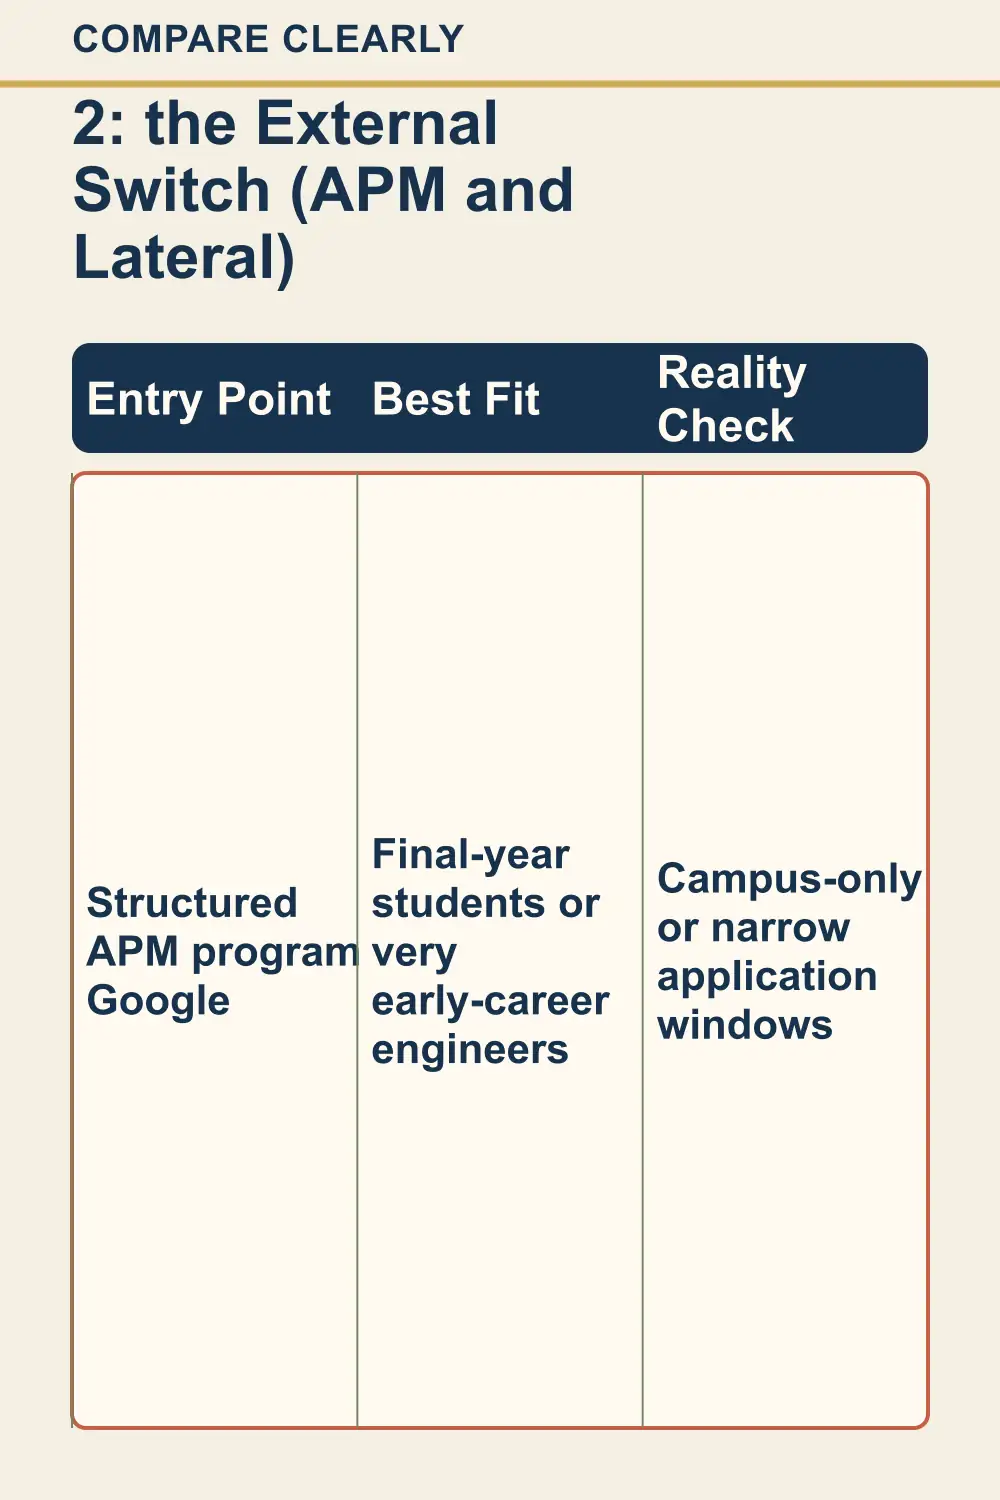 COMPARE CLEARLY
2: the External
Switch (APM and
Lateral)
Entry Point
Best Fit
Reality
Check
Structured
APM program
Google
Final-year
students or
very
early-career
engineers
Campus-only
or narrow
application
windows